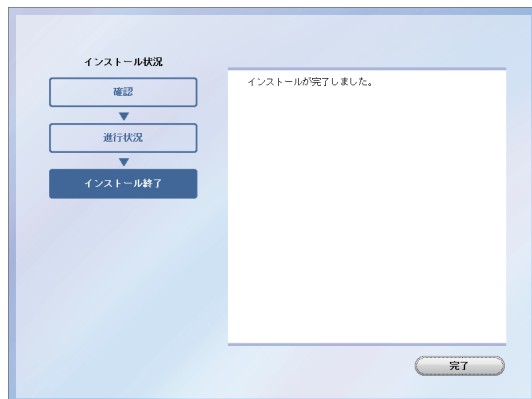 インストール状況
確認
進行状況
インストール終了
インストールが完了しました。
完了